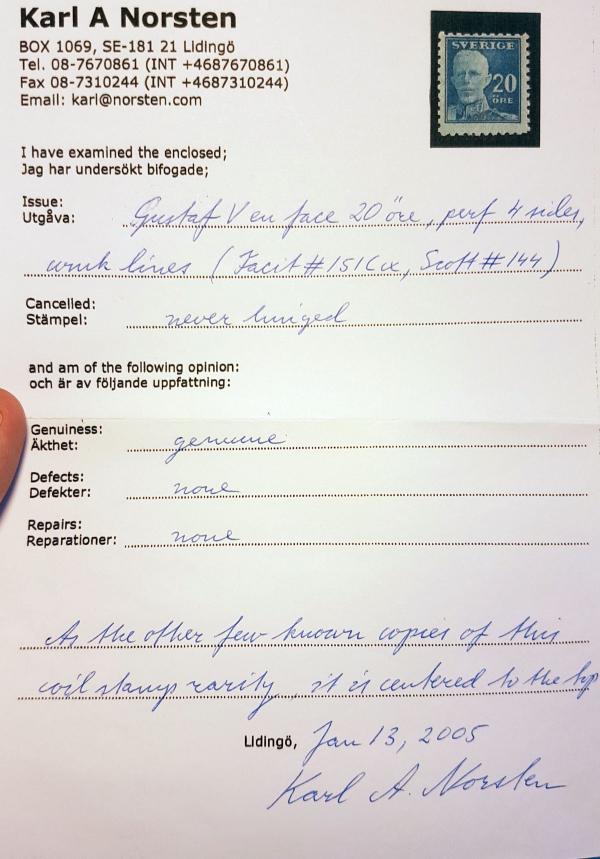 Karl A Norsten
BOX 1069, SE-181 21 Lidingö
Tel. 08-7670861 (INT +4687670861)
Fax 08-7310244 (INT +4687310244)
Email: karl@norsten.com
SVERIGE
20
ÖRE
I have examined the enclosed;
Jag har undersökt bifogade;
Issue:
Utgåva: Gustaf V en face 20 öre, perf 4 sides,
wmk lines (Facit #151Ccx, Scott #144)
Cancelled:
Stämpel: never hinged
and am of the following opinion:
och är av följande uppfattning:
Genuiness:
Äkthet: genuine
Defects:
Defekter: none
Repairs:
Reparationer: none
As the other few known copies of this
coil stamp rarity, it is centered to the top
Lidingö, Jan 13, 2005
Karl A. Norsten